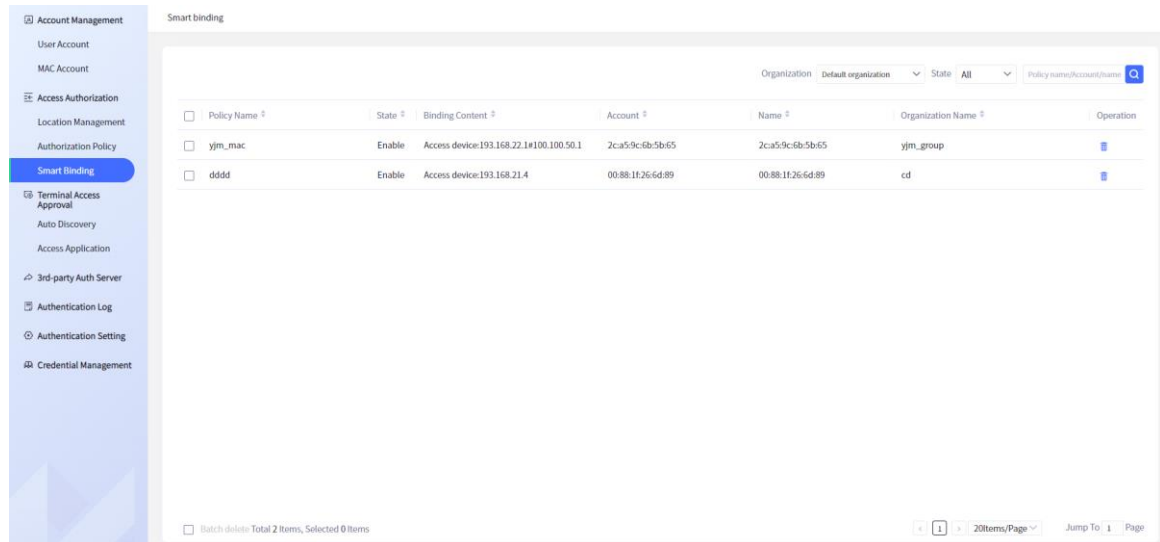 Account Management
User Account
MAC Account
Access Authorization
Location Management
Authorization Policy
Smart Binding
Terminal Access
Approval
Auto Discovery
Access Application
3rd-party Auth Server
Authentication Log
Authentication Setting
Credential Management
Smart binding
Organization Default organization State All Policy name/Account/name
Policy Name State Binding Content Account Name Organization Name Operation
yjm_mac Enable Access device:193.168.22.1#100.100.50.1 2c:a5:9c:6b:5b:65 2c:a5:9c:6b:5b:65 yjm_group
dddd Enable Access device:193.168.21.4 00:88:1f:26:6d:89 00:88:1f:26:6d:89 cd
Batch delete Total 2 Items, Selected 0 Items < 1 > 20Items/Page Jump To 1 Page